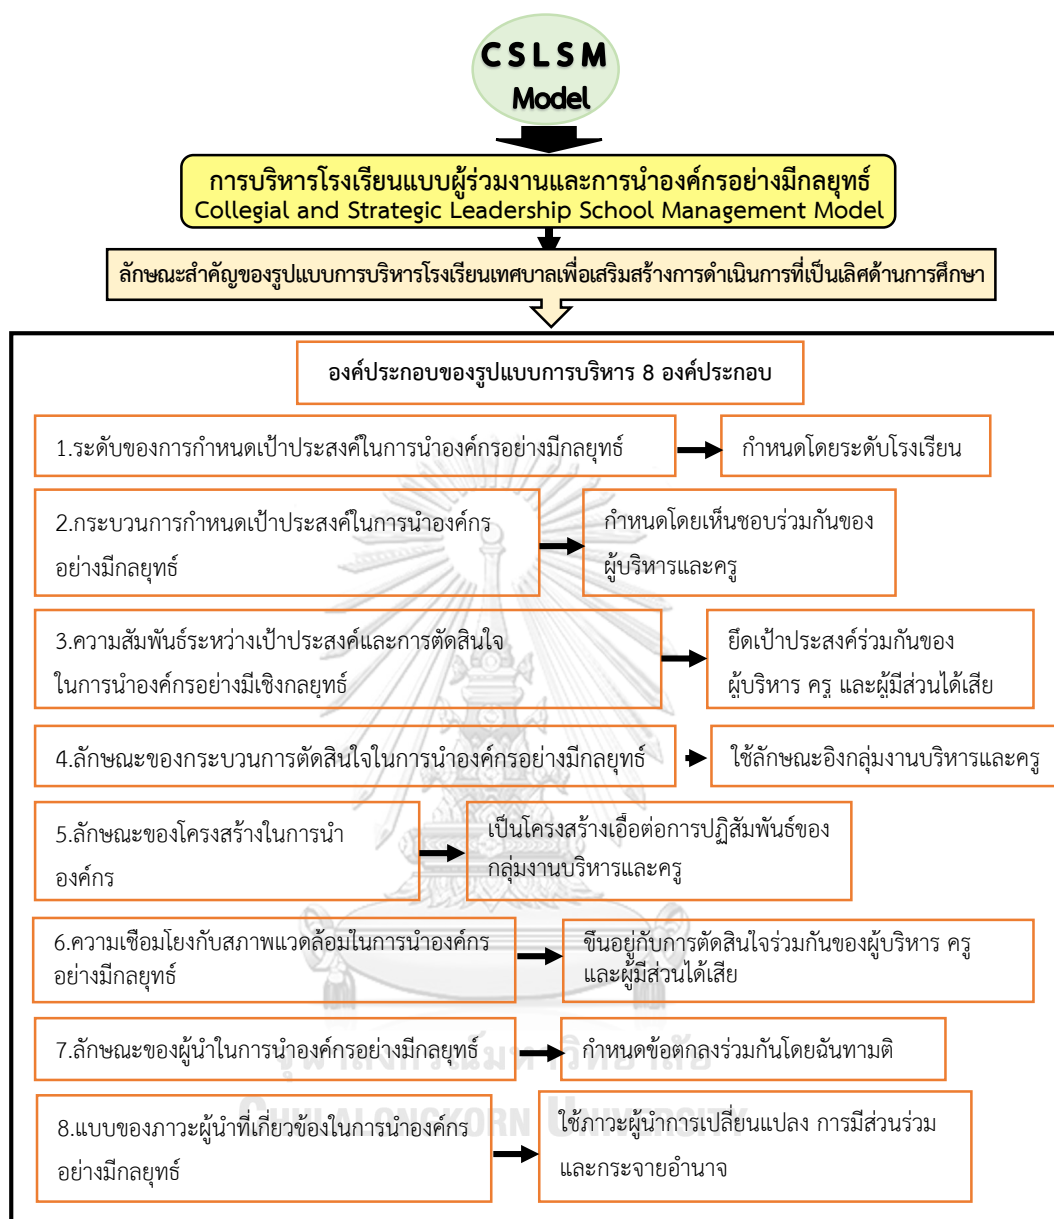 CSLSM
Model
การบริหารโรงเรียนแบบผู้ร่วมงานและการนำองค์กรอย่างมีกลยุทธ์
Collegial and Strategic Leadership School Management Model
ลักษณะสำคัญของรูปแบบการบริหารโรงเรียนเทศบาลเพื่อเสริมสร้างการดำเนินการที่เป็นเลิศด้านการศึกษา
องค์ประกอบของรูปแบบการบริหาร 8 องค์ประกอบ
1.ระดับของการกำหนดเป้าประสงค์ในการนำองค์กรอย่างมีกลยุทธ์
กำหนดโดยระดับโรงเรียน
2.กระบวนการกำหนดเป้าประสงค์ในการนำองค์กร
อย่างมีกลยุทธ์
กำหนดโดยเห็นชอบร่วมกันของ
ผู้บริหารและครู
3.ความสัมพันธ์ระหว่างเป้าประสงค์และการตัดสินใจ
ในการนำองค์กรอย่างมีเชิงกลยุทธ์
ยึดเป้าประสงค์ร่วมกันของ
ผู้บริหาร ครู และผู้มีส่วนได้เสีย
4.ลักษณะของกระบวนการตัดสินใจในการนำองค์กรอย่างมีกลยุทธ์
ใช้ลักษณะอิงกลุ่มงานบริหารและครู
5.ลักษณะของโครงสร้างในการนำ
องค์กร
เป็นโครงสร้างเอื้อต่อการปฏิสัมพันธ์ของ
กลุ่มงานบริหารและครู
6.ความเชื่อมโยงกับสภาพแวดล้อมในการนำองค์กร
อย่างมีกลยุทธ์
ขึ้นอยู่กับการตัดสินใจร่วมกันของผู้บริหาร ครู
และผู้มีส่วนได้เสีย
7.ลักษณะของผู้นำในการนำองค์กรอย่างมีกลยุทธ์
กำหนดข้อตกลงร่วมกันโดยฉันทามติ
จุฬาลงกรณ์มหาวิทยาลัย
CHULALONGKORN UNIVERSITY
8.แบบของภาวะผู้นำที่เกี่ยวข้องในการนำองค์กร
อย่างมีกลยุทธ์
ใช้ภาวะผู้นำการเปลี่ยนแปลง การมีส่วนร่วม
และกระจายอำนาจ